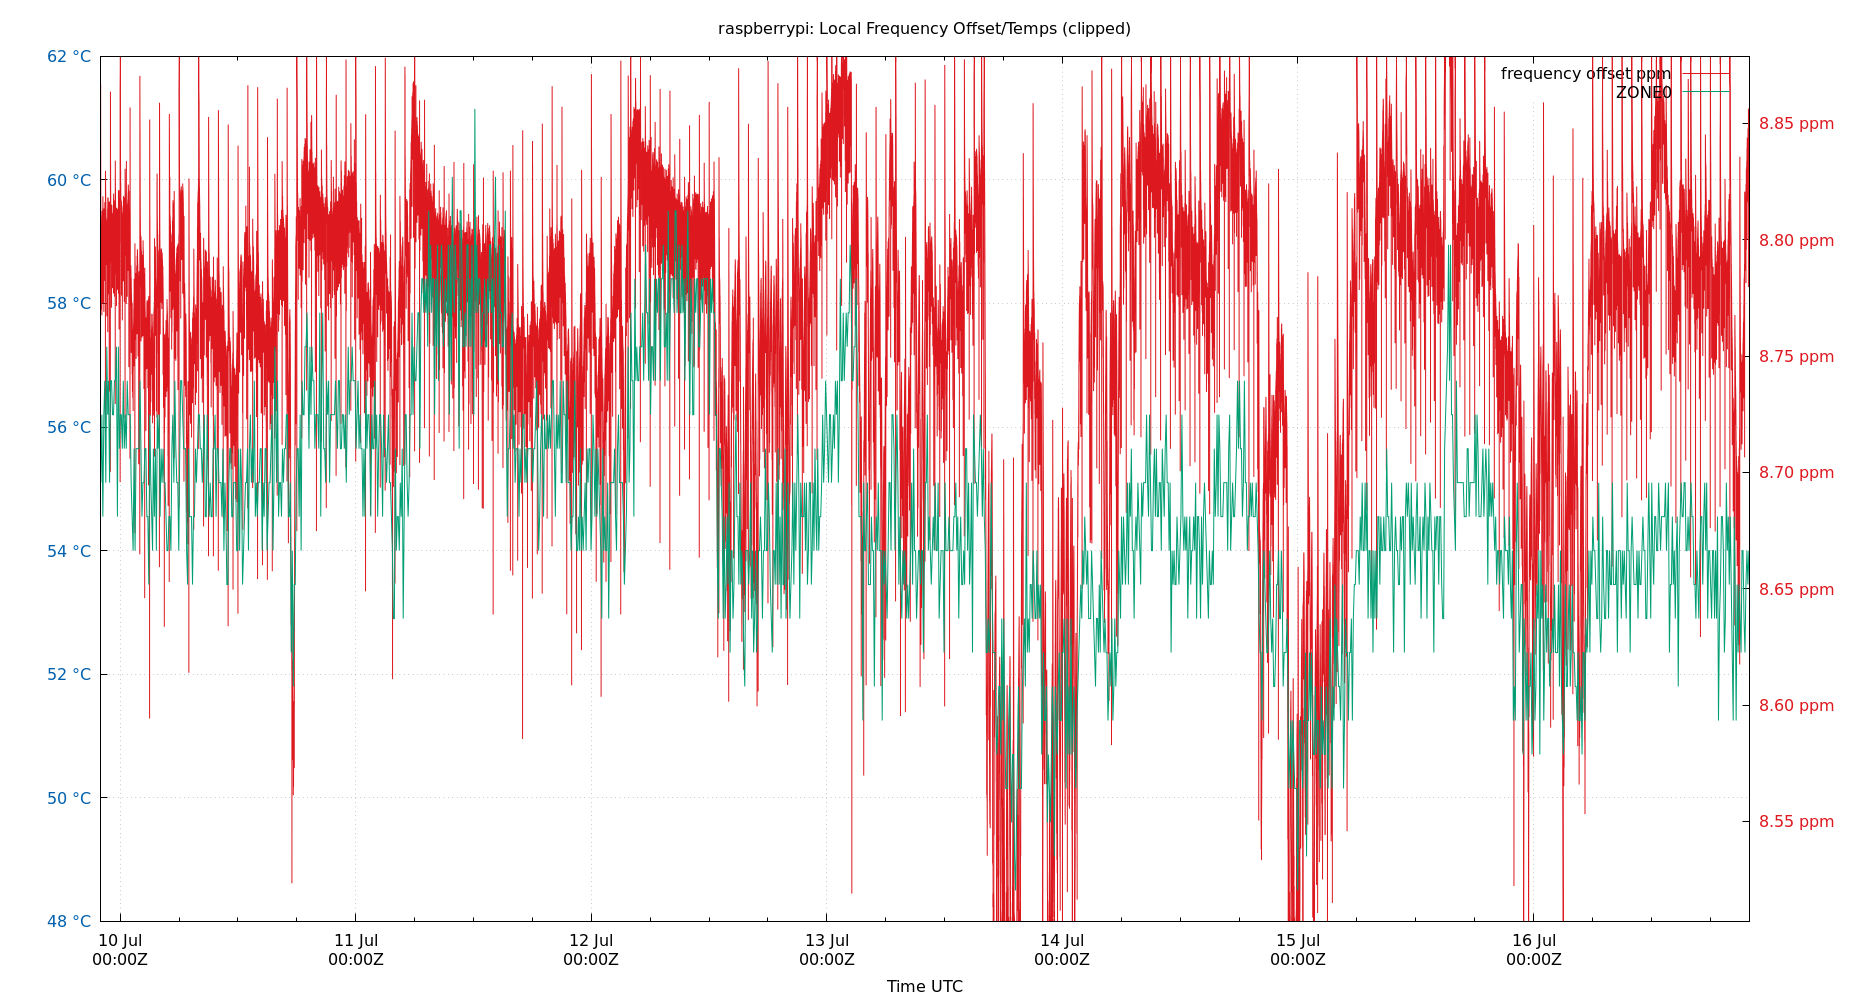 raspberrypi: Local Frequency Offset/Temps (clipped)
frequency offset ppm
ZONE0
62 °C
60 °C
58 °C
56 °C
54 °C
52 °C
50 °C
48 °C
8.85 ppm
8.80 ppm
8.75 ppm
8.70 ppm
8.65 ppm
8.60 ppm
8.55 ppm
10 Jul
00:00Z
11 Jul
00:00Z
12 Jul
00:00Z
13 Jul
00:00Z
14 Jul
00:00Z
15 Jul
00:00Z
16 Jul
00:00Z
Time UTC